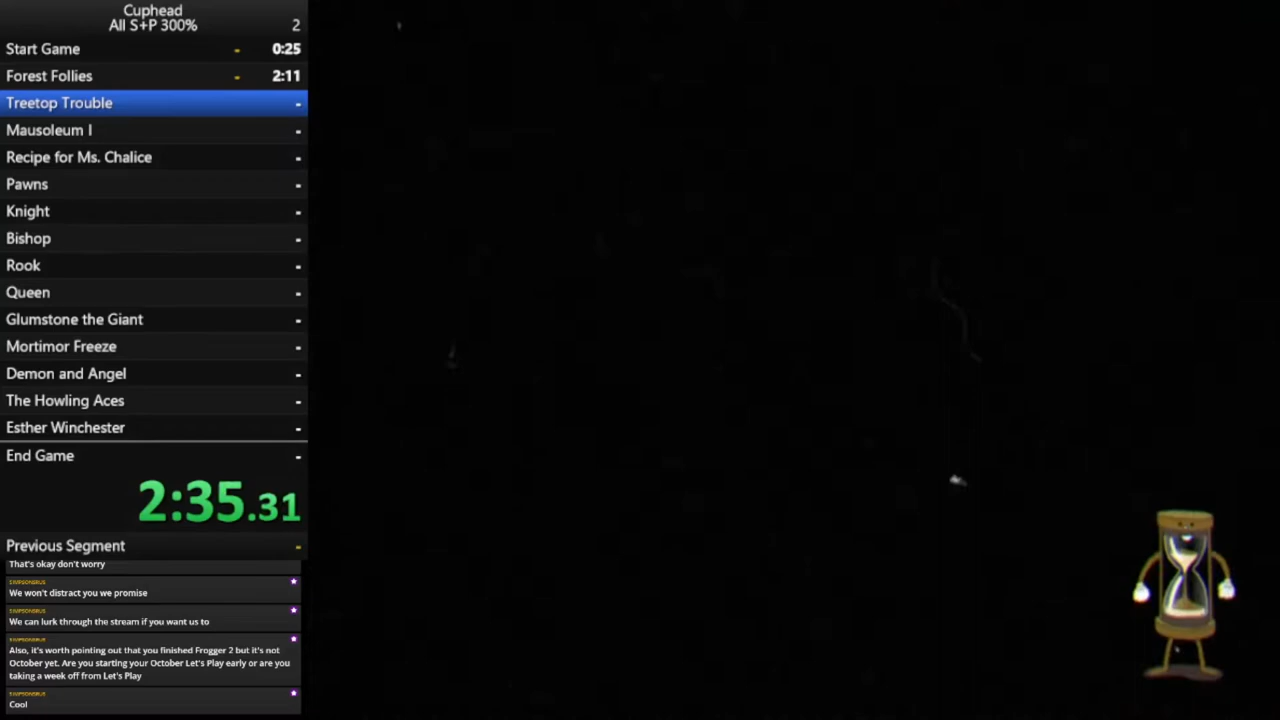 Cuphead
All S+P 300% 2
Start Game - 0:25
Forest Follies - 2:11
Treetop Trouble -
Mausoleum I -
Recipe for Ms. Chalice -
Pawns -
Knight -
Bishop -
Rook -
Queen -
Glumstone the Giant -
Mortimor Freeze -
Demon and Angel -
The Howling Aces -
Esther Winchester -
End Game -
2:35.31
Previous Segment -
That's okay don't worry
We won't distract you we promise
We can lurk through the stream if you want us to
Also, it's worth pointing out that you finished Frogger 2 but it's not
October yet. Are you starting your October Let's Play early or are you
taking a week off from Let's Play
Cool